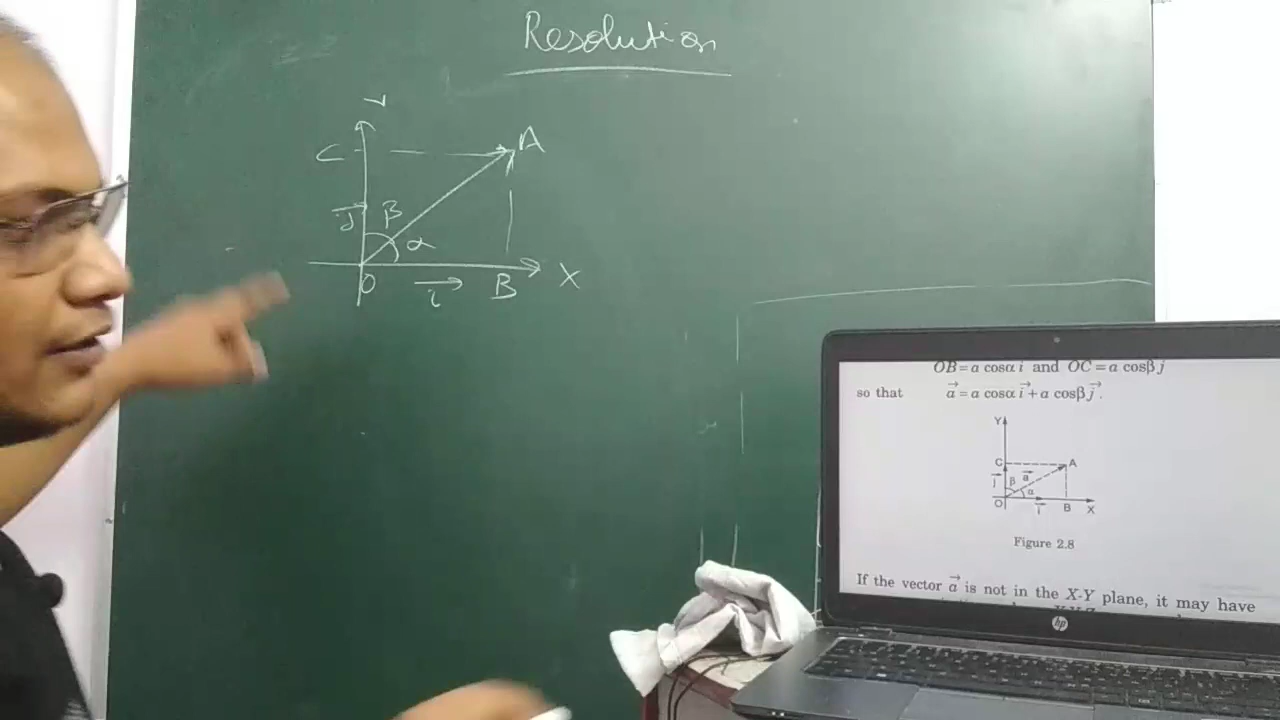 Resolution
C
A
β
j
α
O
i
B
X
OB = a cosα i and OC = a cosβ j
so that a⃗ = a cosα i⃗ + a cosβ j⃗.
Y
C
A
a⃗
β
i⃗
α
O
i⃗
B
X
Figure 2.8
If the vector a⃗ is not in the X-Y plane, it may have
hp